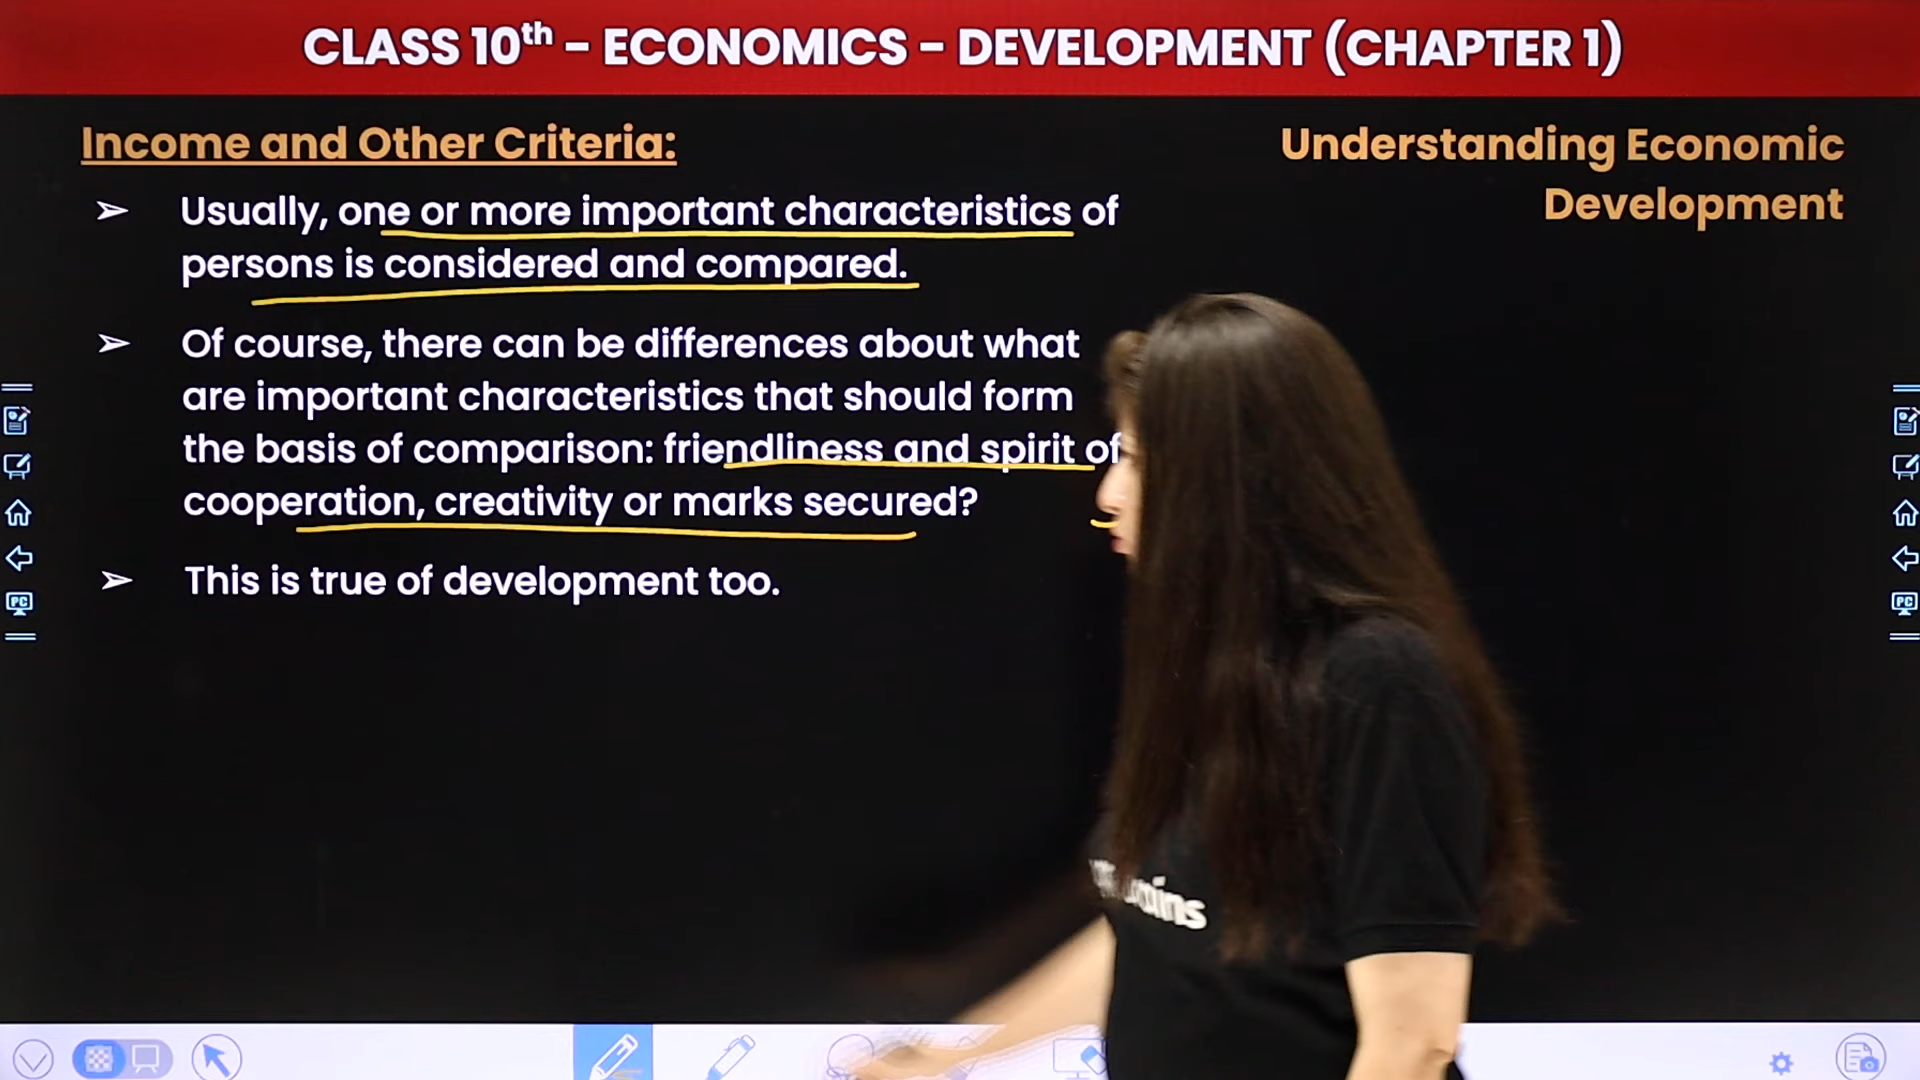 CLASS 10th - ECONOMICS - DEVELOPMENT (CHAPTER 1)
Income and Other Criteria:
Understanding Economic
Development
➢ Usually, one or more important characteristics of
persons is considered and compared.
➢ Of course, there can be differences about what
are important characteristics that should form
the basis of comparison: friendliness and spirit of
cooperation, creativity or marks secured?
➢ This is true of development too.
PC
PC